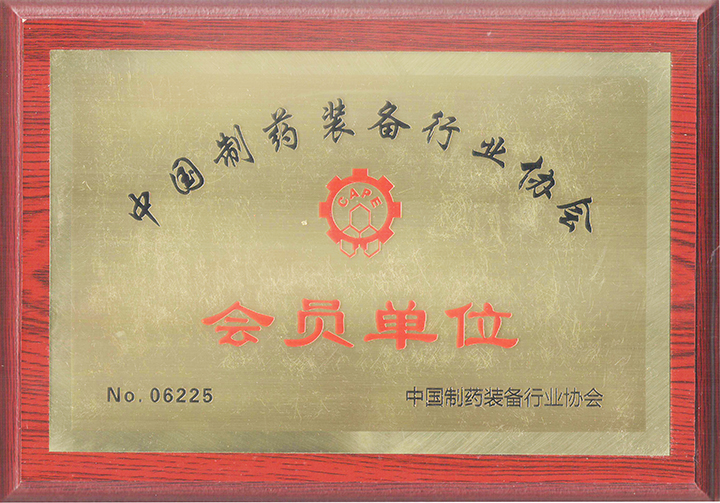 中国制药装备行业协会
CAPE
会员单位
No. 06225
中国制药装备行业协会